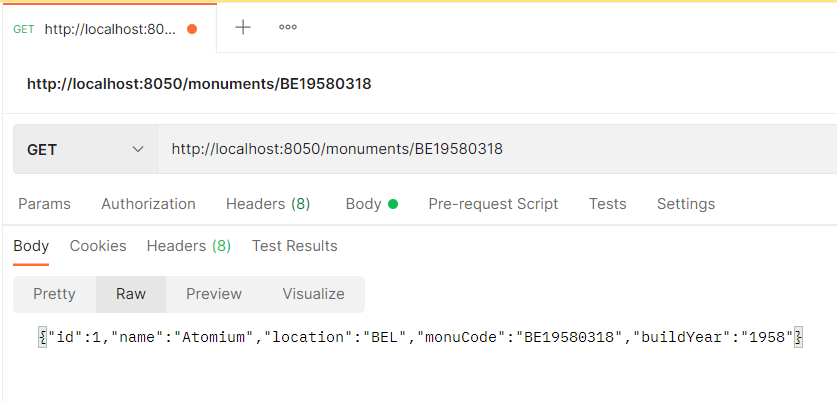 GET http://localhost:80...
http://localhost:8050/monuments/BE19580318
GET http://localhost:8050/monuments/BE19580318
Params Authorization Headers (8) Body Pre-request Script Tests Settings
Body Cookies Headers (8) Test Results
Pretty Raw Preview Visualize
{"id":1,"name":"Atomium","location":"BEL","monuCode":"BE19580318","buildYear":"1958"}